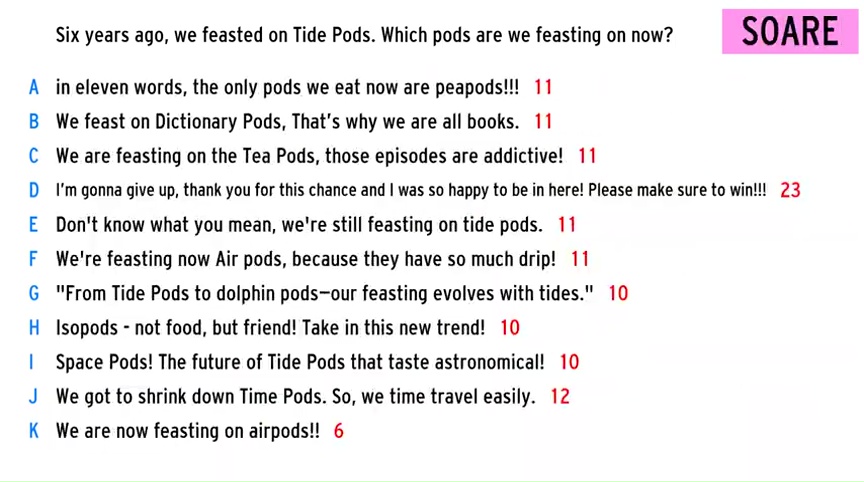 Six years ago, we feasted on Tide Pods. Which pods are we feasting on now?
SOARE
A in eleven words, the only pods we eat now are peapods!!! 11
B We feast on Dictionary Pods, That's why we are all books. 11
C We are feasting on the Tea Pods, those episodes are addictive! 11
D I'm gonna give up, thank you for this chance and I was so happy to be in here! Please make sure to win!!! 23
E Don't know what you mean, we're still feasting on tide pods. 11
F We're feasting now Air pods, because they have so much drip! 11
G "From Tide Pods to dolphin pods—our feasting evolves with tides." 10
H Isopods - not food, but friend! Take in this new trend! 10
I Space Pods! The future of Tide Pods that taste astronomical! 10
J We got to shrink down Time Pods. So, we time travel easily. 12
K We are now feasting on airpods!! 6